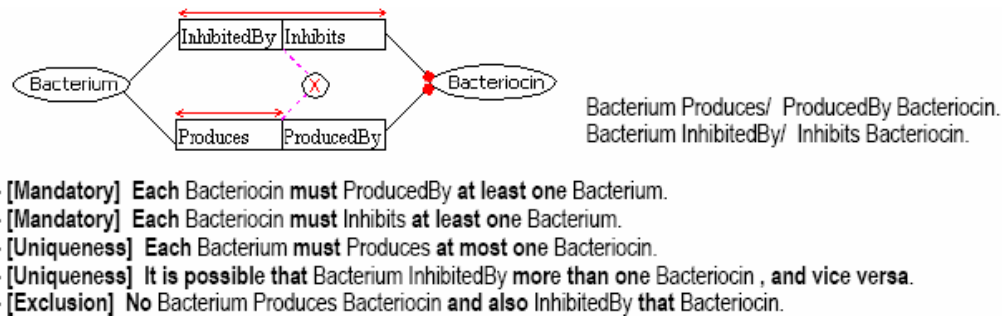 InhibitedBy Inhibits
Bacterium
X
Bacteriocin
Produces ProducedBy
Bacterium Produces/ ProducedBy Bacteriocin.
Bacterium InhibitedBy/ Inhibits Bacteriocin.
- [Mandatory] Each Bacteriocin must ProducedBy at least one Bacterium.
- [Mandatory] Each Bacteriocin must Inhibits at least one Bacterium.
- [Uniqueness] Each Bacterium must Produces at most one Bacteriocin.
- [Uniqueness] It is possible that Bacterium InhibitedBy more than one Bacteriocin , and vice versa.
- [Exclusion] No Bacterium Produces Bacteriocin and also InhibitedBy that Bacteriocin.